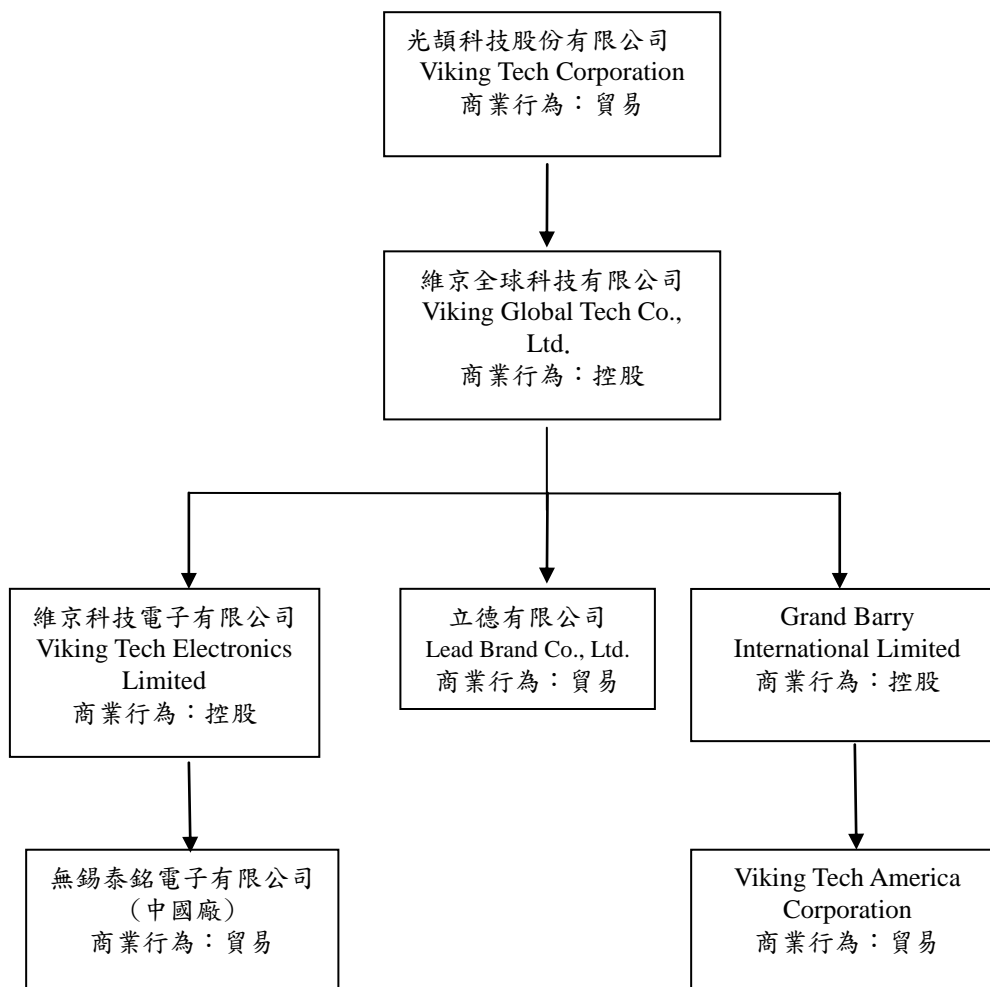 光頡科技股份有限公司
Viking Tech Corporation
商業行為：貿易
維京全球科技有限公司
Viking Global Tech Co.,
Ltd.
商業行為：控股
維京科技電子有限公司
Viking Tech Electronics
Limited
商業行為：控股
立德有限公司
Lead Brand Co., Ltd.
商業行為：貿易
Grand Barry
International Limited
商業行為：控股
無錫泰銘電子有限公司
（中國廠）
商業行為：貿易
Viking Tech America
Corporation
商業行為：貿易